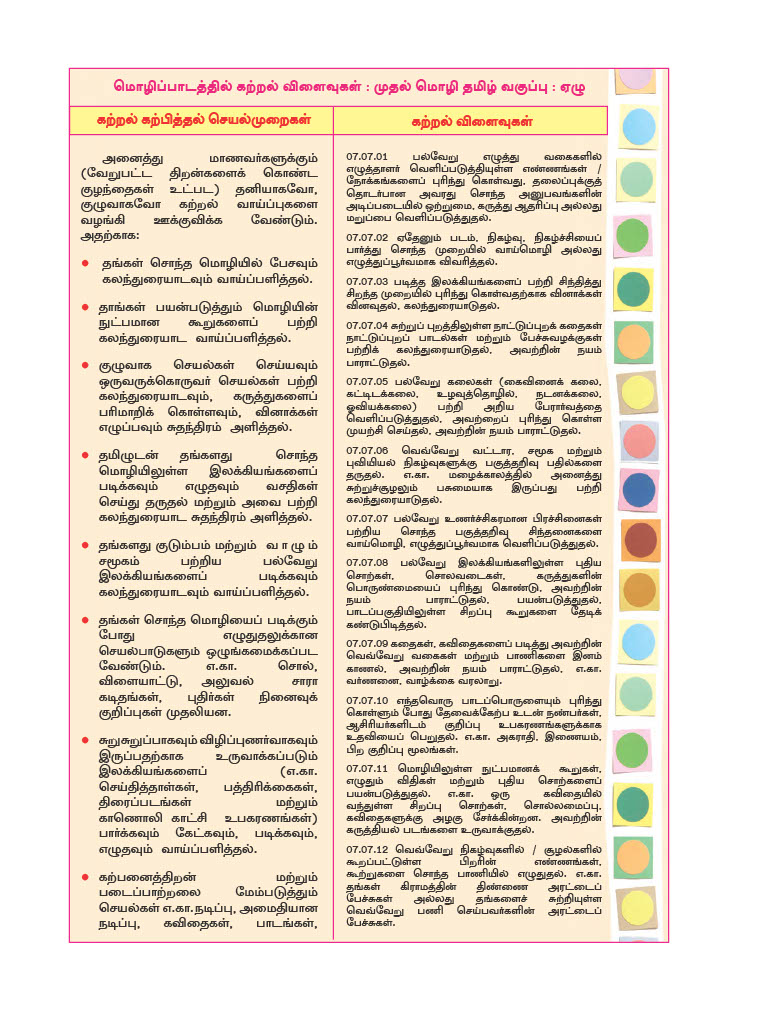 மொழிப்பாடத்தில் கற்றல் விளைவுகள் : முதல் மொழி தமிழ் வகுப்பு : ஏழு
கற்றல் கற்பித்தல் செயல்முறைகள்
அனைத்து மாணவர்களுக்கும்
(வேறுபட்ட திறன்களைக் கொண்ட
குழந்தைகள் உட்பட) தனியாகவோ,
குழுவாகவோ கற்றல் வாய்ப்புகளை
வழங்கி ஊக்குவிக்க வேண்டும்.
அதற்காக:
● தங்கள் சொந்த மொழியில் பேசவும்
கலந்துரையாடவும் வாய்ப்பளித்தல்.
● தாங்கள் பயன்படுத்தும் மொழியின்
நுட்பமான கூறுகளைப் பற்றி
கலந்துரையாட வாய்ப்பளித்தல்.
● குழுவாக செயல்கள் செய்யவும்
ஒருவருக்கொருவர் செயல்கள் பற்றி
கலந்துரையாடவும், கருத்துகளைப்
பரிமாறிக் கொள்ளவும், வினாக்கள்
எழுப்பவும் சுதந்திரம் அளித்தல்.
● தமிழுடன் தங்களது சொந்த
மொழியிலுள்ள இலக்கியங்களைப்
படிக்கவும் எழுதவும் வசதிகள்
செய்து தருதல் மற்றும் அவை பற்றி
கலந்துரையாட சுதந்திரம் அளித்தல்.
● தங்களது குடும்பம் மற்றும் வா ழு ம்
சமூகம் பற்றிய பல்வேறு
இலக்கியங்களைப் படிக்கவும்
கலந்துரையாடவும் வாய்ப்பளித்தல்.
● தங்கள் சொந்த மொழியைப் படிக்கும்
போது எழுதுதலுக்கான
செயல்பாடுகளும் ஒழுங்கமைக்கப்பட
வேண்டும். எ.கா சொல்,
விளையாட்டு, அலுவல் சாரா
கடிதங்கள், புதிர்கள் நினைவுக்
குறிப்புகள் முதலியன.
● சுறுசுறுப்பாகவும் விழிப்புணர்வாகவும்
இருப்பதற்காக உருவாக்கப்படும்
இலக்கியங்களைப் (எ.கா.
செய்தித்தாள்கள், பத்திரிக்கைகள்,
திரைப்படங்கள் மற்றும்
காணொலி காட்சி உபகரணங்கள்)
பார்க்கவும் கேட்கவும், படிக்கவும்,
எழுதவும் வாய்ப்பளித்தல்.
● கற்பனைத்திறன் மற்றும்
படைப்பாற்றலை மேம்படுத்தும்
செயல்கள் எ.கா.நடிப்பு, அமைதியான
நடிப்பு, கவிதைகள், பாடங்கள்,
கற்றல் விளைவுகள்
07.07.01 பல்வேறு எழுத்து வகைகளில்
எழுத்தாளர் வெளிப்படுத்தியுள்ள எண்ணங்கள் /
நோக்கங்களைப் புரிந்து கொள்வது. தலைப்புக்குத்
தொடர்பான அவரது சொந்த அனுபவங்களின்
அடிப்படையில் ஒற்றுமை, கருத்து ஆதரிப்பு அல்லது
மறுப்பை வெளிப்படுத்துதல்.
07.07.02 ஏதேனும் படம், நிகழ்வு, நிகழ்ச்சியைப்
பார்த்து சொந்த முறையில் வாய்மொழி அல்லது
எழுத்துப்பூர்வமாக விவரித்தல்.
07.07.03 படித்த இலக்கியங்களைப் பற்றி சிந்தித்து
சிறந்த முறையில் புரிந்து கொள்வதற்காக வினாக்கள்
வினவுதல், கலந்துரையாடுதல்.
07.07.04 சுற்றுப் புறத்திலுள்ள நாட்டுப்புறக் கதைகள்
நாட்டுப்புறப் பாடல்கள் மற்றும் பேச்சுவழக்குகள்
பற்றிக் கலந்துரையாடுதல், அவற்றின் நயம்
பாராட்டுதல்.
07.07.05 பல்வேறு கலைகள் (கைவினைக் கலை,
கட்டிடக்கலை, உழவுத்தொழில், நடனக்கலை,
ஓவியக்கலை) பற்றி அறிய பேரார்வத்தை
வெளிப்படுத்துதல், அவற்றைப் புரிந்து கொள்ள
முயற்சி செய்தல், அவற்றின் நயம் பாராட்டுதல்.
07.07.06 வெவ்வேறு வட்டார, சமூக மற்றும்
புவியியல் நிகழ்வுகளுக்கு பகுத்தறிவு பதில்களை
தருதல். எ.கா. மழைக்காலத்தில் அனைத்து
சுற்றுச்சூழலும் பசுமையாக இருப்பது பற்றி
கலந்துரையாடுதல்.
07.07.07 பல்வேறு உணர்ச்சிகரமான பிரச்சினைகள்
பற்றிய சொந்த பகுத்தறிவு சிந்தனைகளை
வாய்மொழி, எழுத்துப்பூர்வமாக வெளிப்படுத்துதல்.
07.07.08 பல்வேறு இலக்கியங்களிலுள்ள புதிய
சொற்கள், சொலவடைகள், கருத்துகளின்
பொருண்மையைப் புரிந்து கொண்டு, அவற்றின்
நயம் பாராட்டுதல், பயன்படுத்துதல்,
பாடப்பகுதியிலுள்ள சிறப்பு கூறுகளை தேடிக்
கண்டுபிடித்தல்.
07.07.09 கதைகள், கவிதைகளைப் படித்து அவற்றின்
வெவ்வேறு வகைகள் மற்றும் பாணிகளை இனம்
காணல், அவற்றின் நயம் பாராட்டுதல், எ.கா.
வர்ணனை, வாழ்க்கை வரலாறு.
07.07.10 எந்தவொரு பாடப்பொருளையும் புரிந்து
கொள்ளும் போது தேவைக்கேற்ப உடன் நண்பர்கள்,
ஆசிரியர்களிடம் குறிப்பு உபகரணங்களுக்காக
உதவியைப் பெறுதல். எ.கா. அகராதி, இணையம்,
பிற குறிப்பு மூலங்கள்.
07.07.11 மொழியிலுள்ள நுட்பமானக் கூறுகள்,
எழுதும் விதிகள் மற்றும் புதிய சொற்களைப்
பயன்படுத்துதல். எ.கா. ஒரு கவிதையில்
வந்துள்ள சிறப்பு சொற்கள், சொல்லமைப்பு,
கவிதைகளுக்கு அழகு சேர்க்கின்றன. அவற்றின்
கருத்தியல் படங்களை உருவாக்குதல்.
07.07.12 வெவ்வேறு நிகழ்வுகளில் / சூழல்களில்
கூறப்பட்டுள்ள பிறரின் எண்ணங்கள்,
கூற்றுகளை சொந்த பாணியில் எழுதுதல். எ.கா.
தங்கள் கிராமத்தின் திண்ணை அரட்டைப்
பேச்சுகள் அல்லது தங்களைச் சுற்றியுள்ள
வெவ்வேறு பணி செய்பவர்களின் அரட்டைப்
பேச்சுகள்.